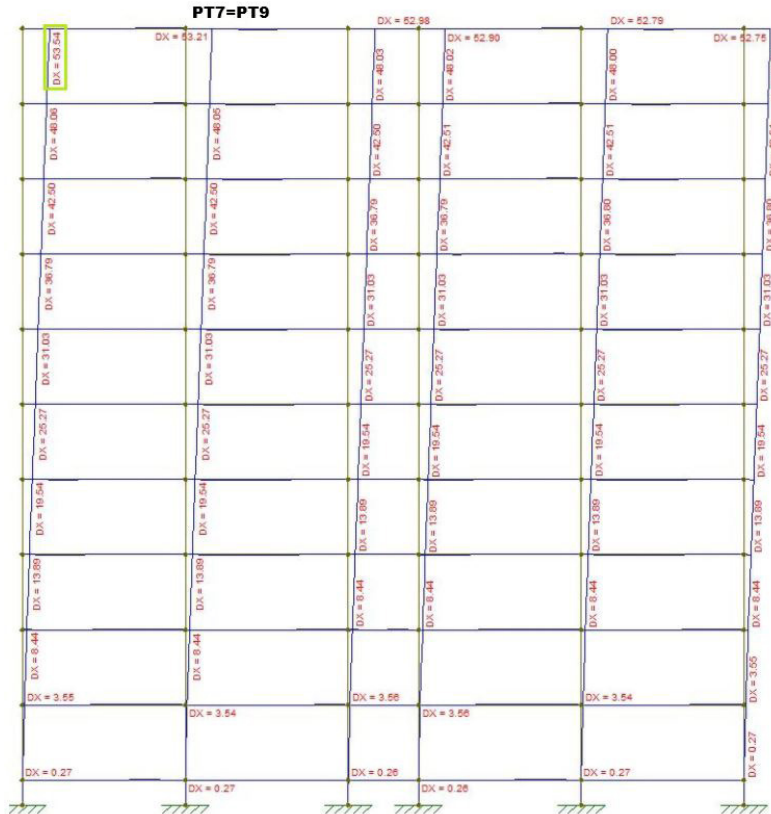 PT7=PT9
DX = 52.98
DX = 52.79
DX = 53.54
DX = 53.21
DX = 52.90
DX = 52.75
DX = 48.06
DX = 48.05
DX = 48.03
DX = 48.02
DX = 48.00
DX = 42.50
DX = 42.50
DX = 42.50
DX = 42.51
DX = 42.51
DX = 36.79
DX = 36.79
DX = 36.79
DX = 36.79
DX = 36.80
DX = 36.80
DX = 31.03
DX = 31.03
DX = 31.03
DX = 31.03
DX = 31.03
DX = 31.03
DX = 25.27
DX = 25.27
DX = 25.27
DX = 25.27
DX = 25.27
DX = 25.27
DX = 19.54
DX = 19.54
DX = 19.54
DX = 19.54
DX = 19.54
DX = 19.54
DX = 13.89
DX = 13.89
DX = 13.89
DX = 13.89
DX = 13.89
DX = 13.89
DX = 8.44
DX = 8.44
DX = 8.44
DX = 8.44
DX = 8.44
DX = 8.44
DX = 3.55
DX = 3.54
DX = 3.56
DX = 3.56
DX = 3.54
DX = 3.55
DX = 0.27
DX = 0.27
DX = 0.26
DX = 0.26
DX = 0.27
DX = 0.27